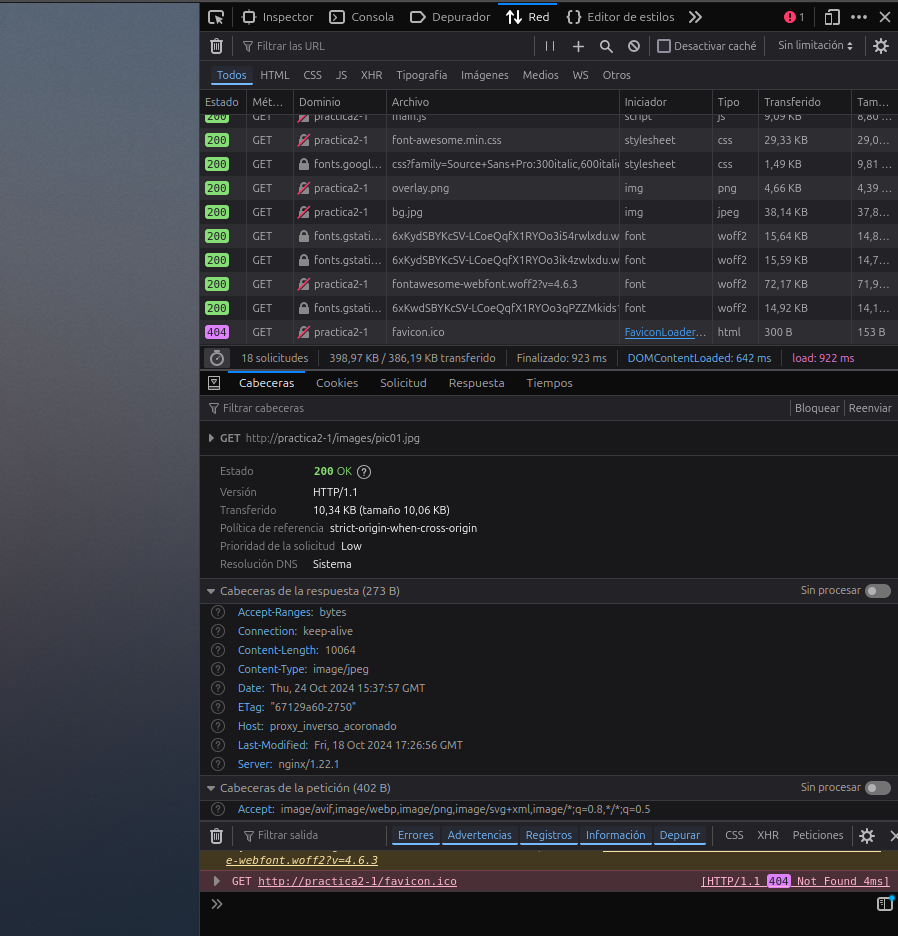 Inspector Consola Depurador Red Editor de estilos 1
Filtrar las URL Desactivar caché Sin limitación
Todos HTML CSS JS XHR Tipografía Imágenes Medios WS Otros
Estado Mét… Dominio Archivo Iniciador Tipo Transferido Tam…
200 GET practica2-1 main.js script js 9,09 KB 8,80 …
200 GET practica2-1 font-awesome.min.css stylesheet css 29,33 KB 29,0…
200 GET fonts.googl… css?family=Source+Sans+Pro:300italic,600itali stylesheet css 1,49 KB 9,81 …
200 GET practica2-1 overlay.png img png 4,66 KB 4,39 …
200 GET practica2-1 bg.jpg img jpeg 38,14 KB 37,8…
200 GET fonts.gstati… 6xKydSBYKcSV-LCoeQqfX1RYOo3i54rwlxdu.w font woff2 15,64 KB 14,8…
200 GET fonts.gstati… 6xKydSBYKcSV-LCoeQqfX1RYOo3ik4zwlxdu.w font woff2 15,59 KB 14,7…
200 GET practica2-1 fontawesome-webfont.woff2?v=4.6.3 font woff2 72,17 KB 71,9…
200 GET fonts.gstati… 6xKwdSBYKcSV-LCoeQqfX1RYOo3qPZZMkids font woff2 14,92 KB 14,1…
404 GET practica2-1 favicon.ico FaviconLoader… html 300 B 153 B
18 solicitudes 398,97 KB / 386,19 KB transferido Finalizado: 923 ms DOMContentLoaded: 642 ms load: 922 ms
Cabeceras Cookies Solicitud Respuesta Tiempos
Filtrar cabeceras Bloquear Reenviar
GET http://practica2-1/images/pic01.jpg
Estado 200 OK ?
Versión HTTP/1.1
Transferido 10,34 KB (tamaño 10,06 KB)
Política de referencia strict-origin-when-cross-origin
Prioridad de la solicitud Low
Resolución DNS Sistema
Cabeceras de la respuesta (273 B) Sin procesar
? Accept-Ranges: bytes
? Connection: keep-alive
? Content-Length: 10064
? Content-Type: image/jpeg
? Date: Thu, 24 Oct 2024 15:37:57 GMT
? ETag: "67129a60-2750"
? Host: proxy_inverso_acoronado
? Last-Modified: Fri, 18 Oct 2024 17:26:56 GMT
? Server: nginx/1.22.1
Cabeceras de la petición (402 B) Sin procesar
? Accept: image/avif,image/webp,image/png,image/svg+xml,image/*;q=0.8,*/*;q=0.5
Filtrar salida Errores Advertencias Registros Información Depurar CSS XHR Peticiones
e-webfont.woff2?v=4.6.3
GET http://practica2-1/favicon.ico [HTTP/1.1 404 Not Found 4ms]